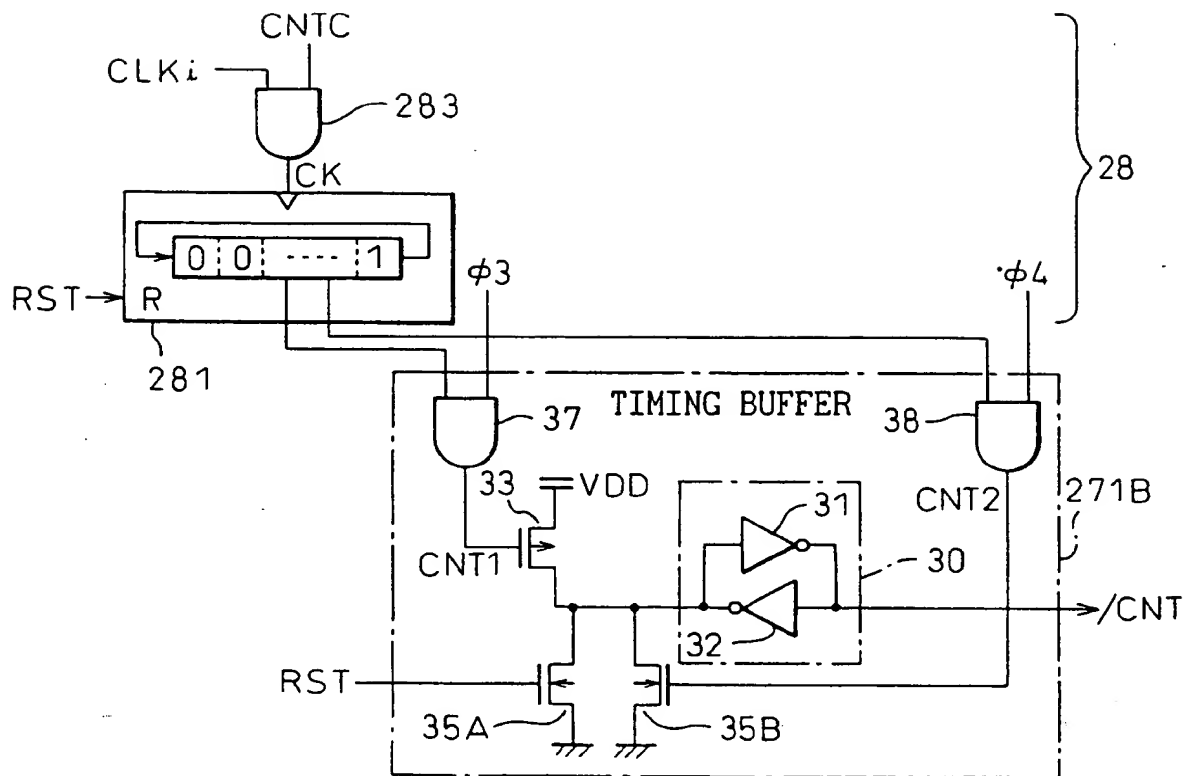 CNTC
CLKi
283
CK
28
0 0 ---- 1
φ3
φ4
RST
R
281
TIMING BUFFER
37
38
33
VDD
CNT2
271B
31
CNT1
30
/CNT
32
RST
35A
35B